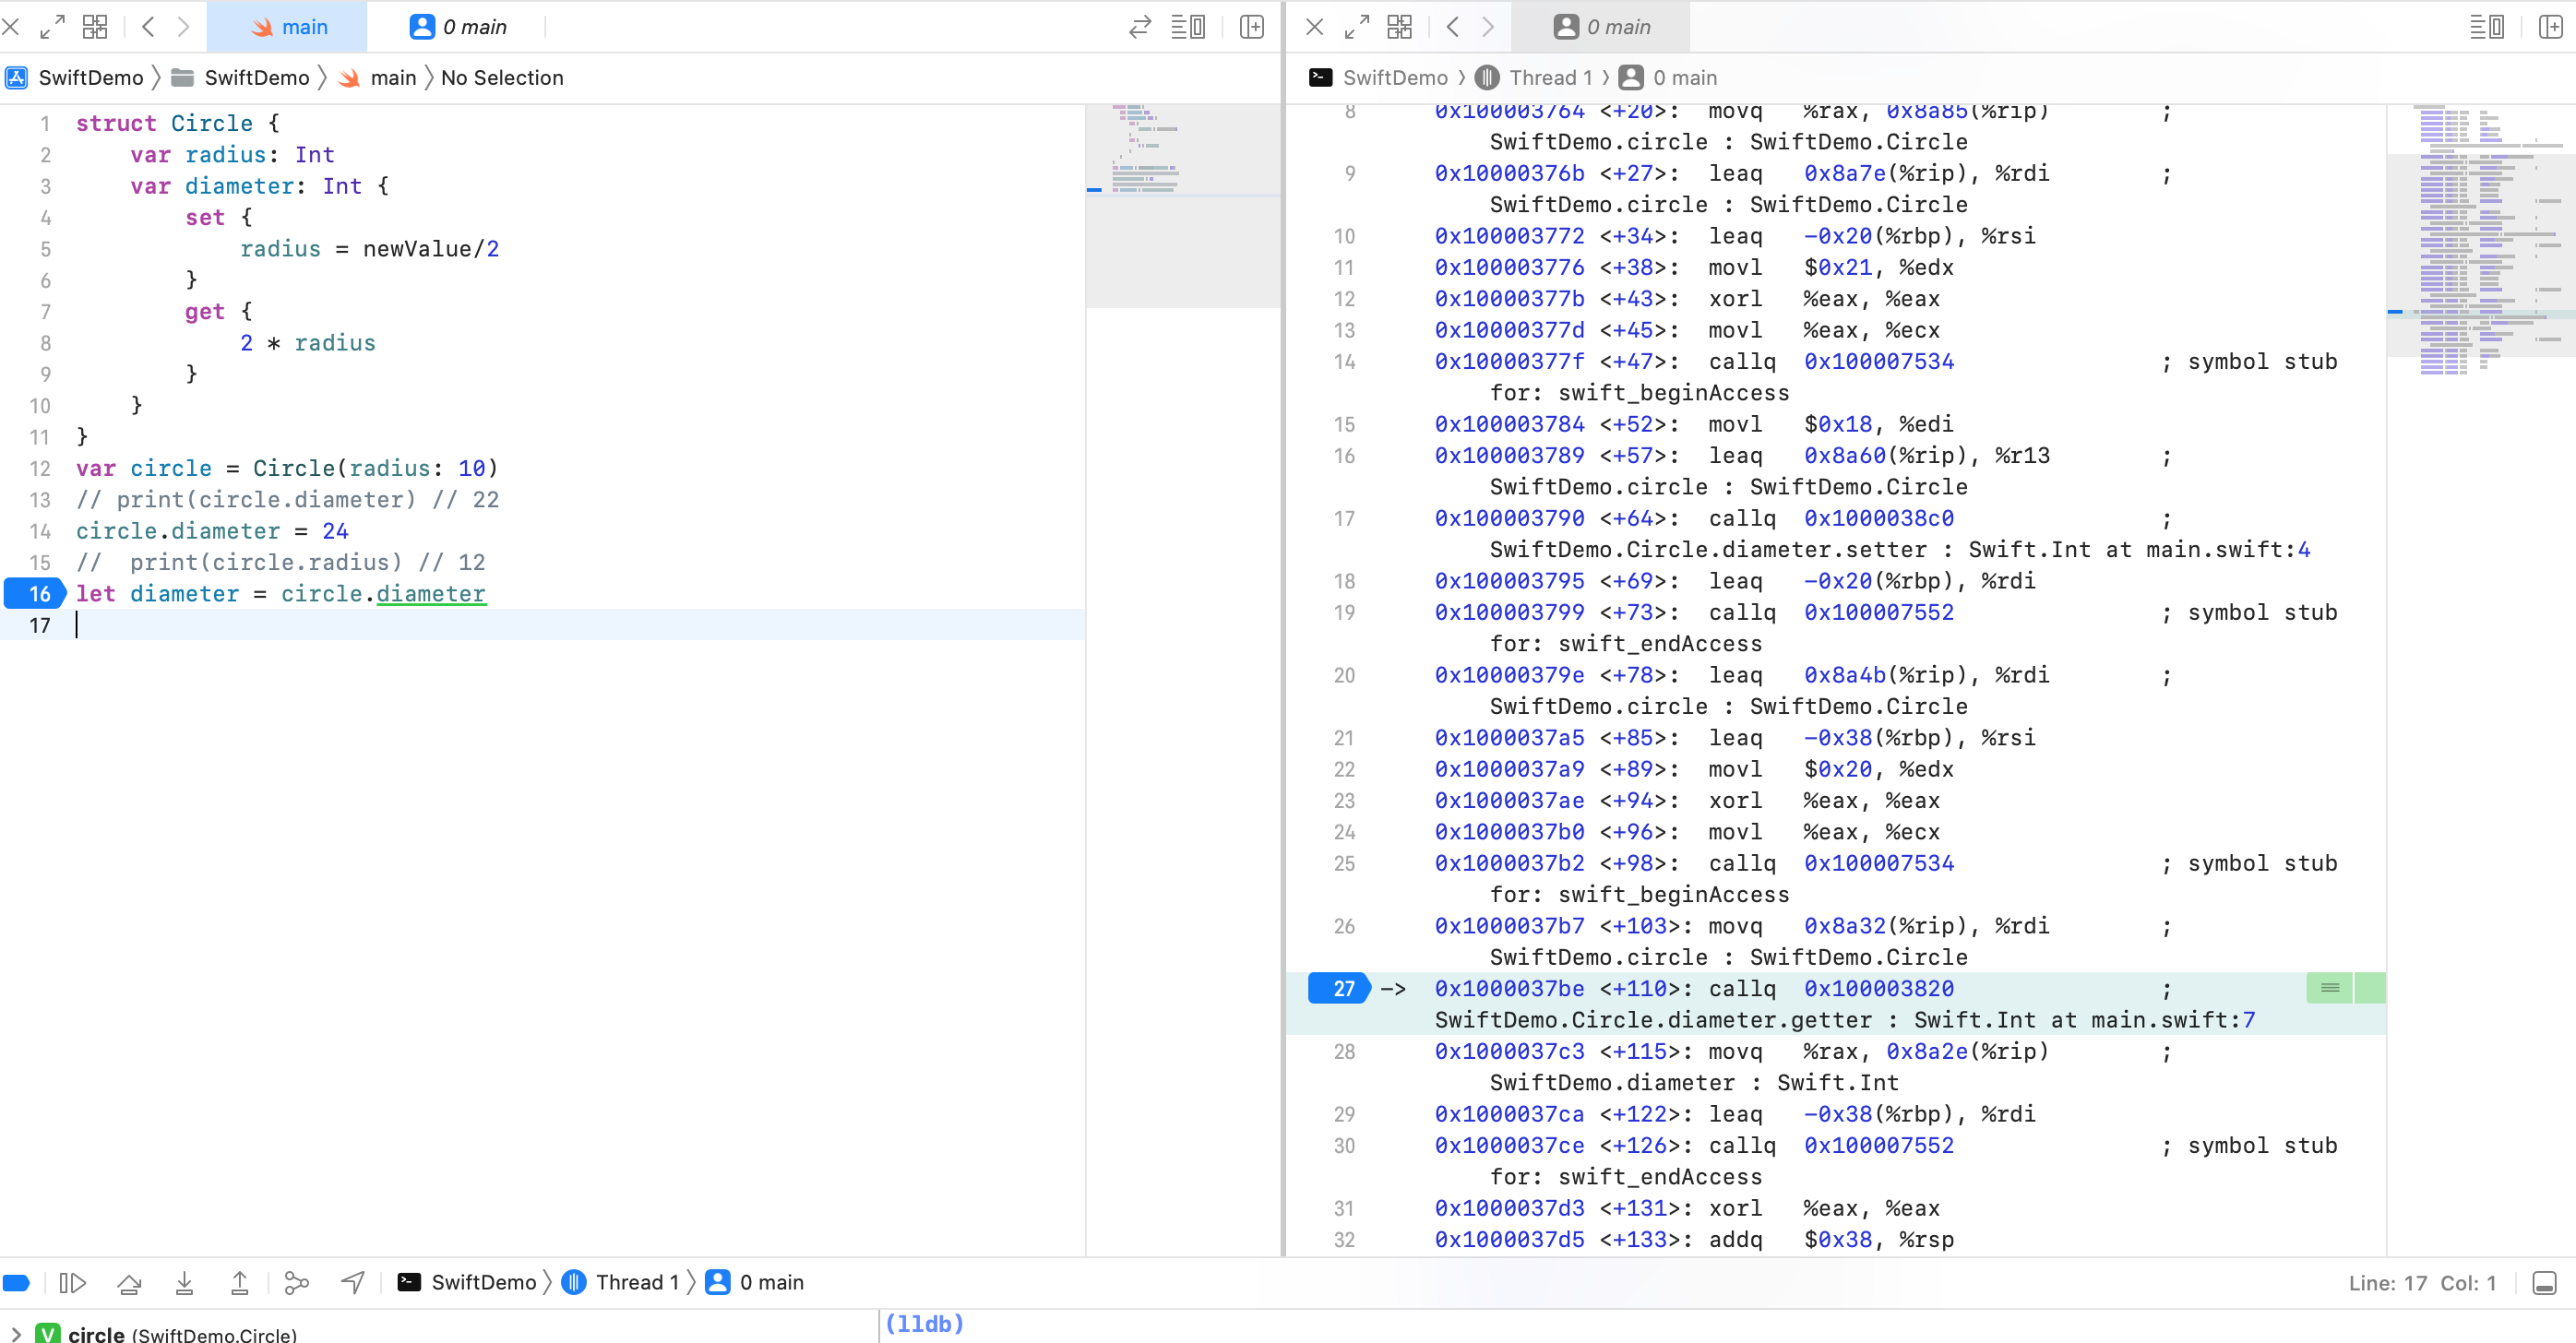 main
0 main
0 main
SwiftDemo 〉 SwiftDemo 〉 main 〉 No Selection
SwiftDemo 〉 Thread 1 〉 0 main
1 struct Circle {
2     var radius: Int
3     var diameter: Int {
4         set {
5             radius = newValue/2
6         }
7         get {
8             2 * radius
9         }
10     }
11 }
12 var circle = Circle(radius: 10)
13 // print(circle.diameter) // 22
14 circle.diameter = 24
15 //  print(circle.radius) // 12
16 let diameter = circle.diameter
17
8 0x100003764 <+20>:  movq   %rax, 0x8a85(%rip)        ;
SwiftDemo.circle : SwiftDemo.Circle
9 0x10000376b <+27>:  leaq   0x8a7e(%rip), %rdi        ;
SwiftDemo.circle : SwiftDemo.Circle
10 0x100003772 <+34>:  leaq   -0x20(%rbp), %rsi
11 0x100003776 <+38>:  movl   $0x21, %edx
12 0x10000377b <+43>:  xorl   %eax, %eax
13 0x10000377d <+45>:  movl   %eax, %ecx
14 0x10000377f <+47>:  callq  0x100007534               ; symbol stub
for: swift_beginAccess
15 0x100003784 <+52>:  movl   $0x18, %edi
16 0x100003789 <+57>:  leaq   0x8a60(%rip), %r13        ;
SwiftDemo.circle : SwiftDemo.Circle
17 0x100003790 <+64>:  callq  0x1000038c0               ;
SwiftDemo.Circle.diameter.setter : Swift.Int at main.swift:4
18 0x100003795 <+69>:  leaq   -0x20(%rbp), %rdi
19 0x100003799 <+73>:  callq  0x100007552               ; symbol stub
for: swift_endAccess
20 0x10000379e <+78>:  leaq   0x8a4b(%rip), %rdi        ;
SwiftDemo.circle : SwiftDemo.Circle
21 0x1000037a5 <+85>:  leaq   -0x38(%rbp), %rsi
22 0x1000037a9 <+89>:  movl   $0x20, %edx
23 0x1000037ae <+94>:  xorl   %eax, %eax
24 0x1000037b0 <+96>:  movl   %eax, %ecx
25 0x1000037b2 <+98>:  callq  0x100007534               ; symbol stub
for: swift_beginAccess
26 0x1000037b7 <+103>: movq   0x8a32(%rip), %rdi        ;
SwiftDemo.circle : SwiftDemo.Circle
27 -> 0x1000037be <+110>: callq  0x100003820               ;
SwiftDemo.Circle.diameter.getter : Swift.Int at main.swift:7
28 0x1000037c3 <+115>: movq   %rax, 0x8a2e(%rip)        ;
SwiftDemo.diameter : Swift.Int
29 0x1000037ca <+122>: leaq   -0x38(%rbp), %rdi
30 0x1000037ce <+126>: callq  0x100007552               ; symbol stub
for: swift_endAccess
31 0x1000037d3 <+131>: xorl   %eax, %eax
32 0x1000037d5 <+133>: addq   $0x38, %rsp
SwiftDemo 〉 Thread 1 〉 0 main
Line: 17 Col: 1
V circle (SwiftDemo.Circle)
(lldb)